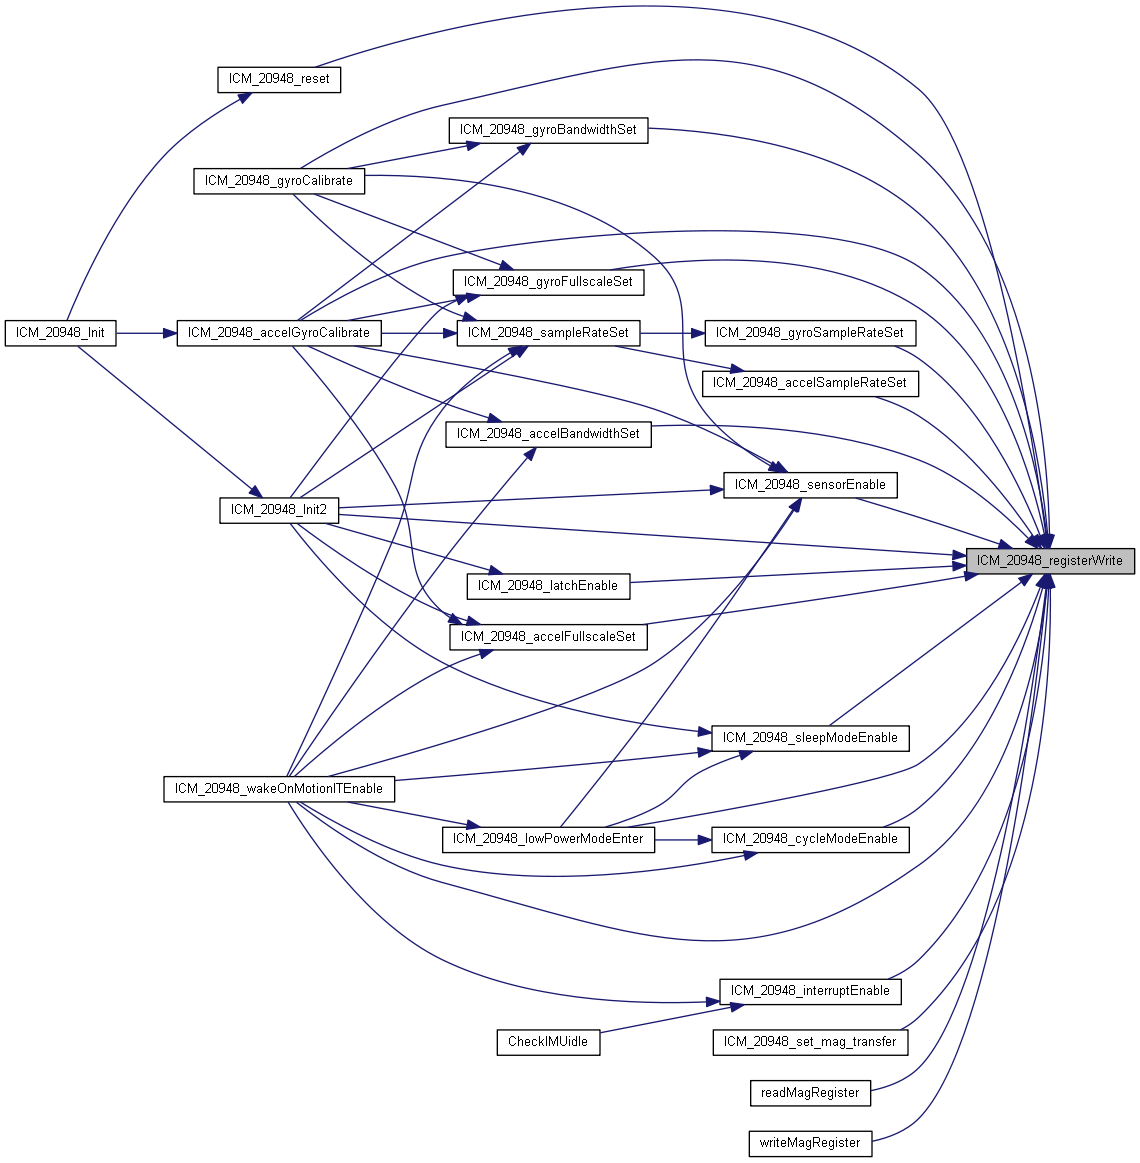 ICM_20948_reset
ICM_20948_gyroBandwidthSet
ICM_20948_gyroCalibrate
ICM_20948_gyroFullscaleSet
ICM_20948_Init
ICM_20948_accelGyroCalibrate
ICM_20948_sampleRateSet
ICM_20948_gyroSampleRateSet
ICM_20948_accelSampleRateSet
ICM_20948_accelBandwidthSet
ICM_20948_sensorEnable
ICM_20948_Init2
ICM_20948_registerWrite
ICM_20948_latchEnable
ICM_20948_accelFullscaleSet
ICM_20948_sleepModeEnable
ICM_20948_wakeOnMotionITEnable
ICM_20948_lowPowerModeEnter
ICM_20948_cycleModeEnable
ICM_20948_interruptEnable
CheckIMUidle
ICM_20948_set_mag_transfer
readMagRegister
writeMagRegister